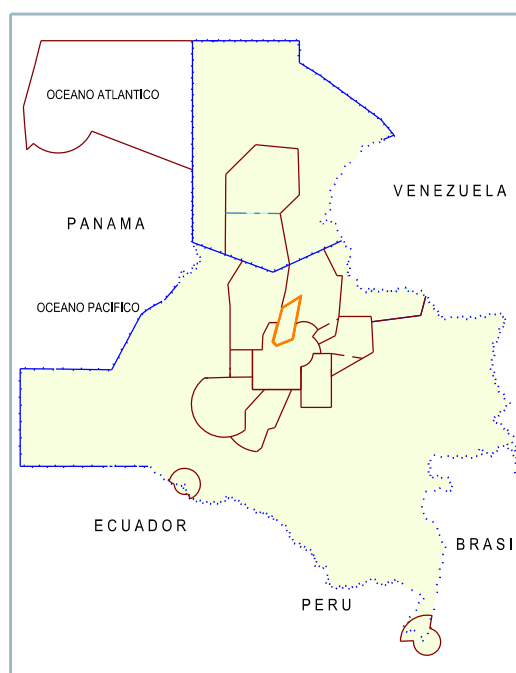 OCEANO ATLANTICO
VENEZUELA
PANAMA
OCEANO PACIFICO
ECUADOR
BRASI
PERU